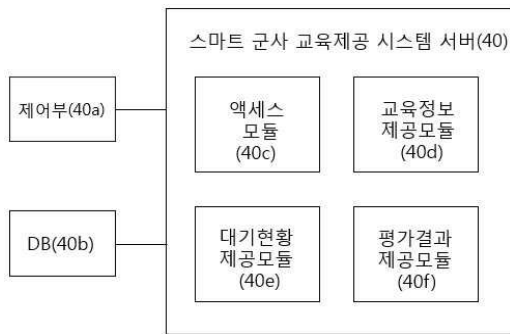 스마트 군사 교육제공 시스템 서버(40)
제어부(40a)
액세스
모듈
(40c)
교육정보
제공모듈
(40d)
DB(40b)
대기현황
제공모듈
(40e)
평가결과
제공모듈
(40f)